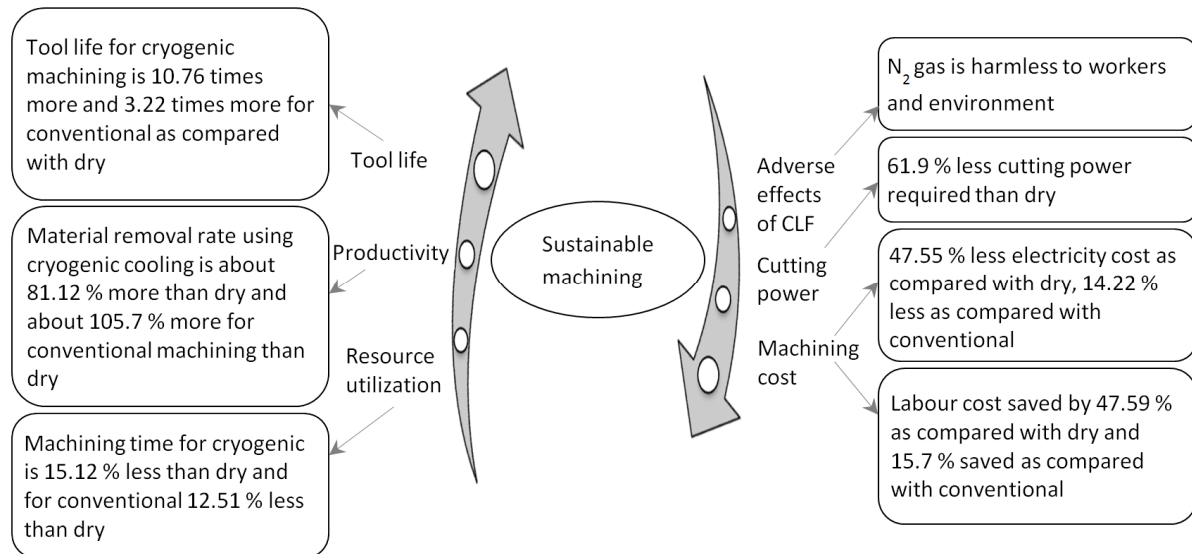 Tool life for cryogenic
machining is 10.76 times
more and 3.22 times more for
conventional as compared
with dry
Tool life
Material removal rate using
cryogenic cooling is about
81.12 % more than dry and
about 105.7 % more for
conventional machining than
dry
Productivity
Resource
utilization
Machining time for cryogenic
is 15.12 % less than dry and
for conventional 12.51 % less
than dry
Sustainable
machining
Adverse
effects
of CLF
Cutting
power
Machining
cost
N₂ gas is harmless to workers
and environment
61.9 % less cutting power
required than dry
47.55 % less electricity cost as
compared with dry, 14.22 %
less as compared with
conventional
Labour cost saved by 47.59 %
as compared with dry and
15.7 % saved as compared
with conventional